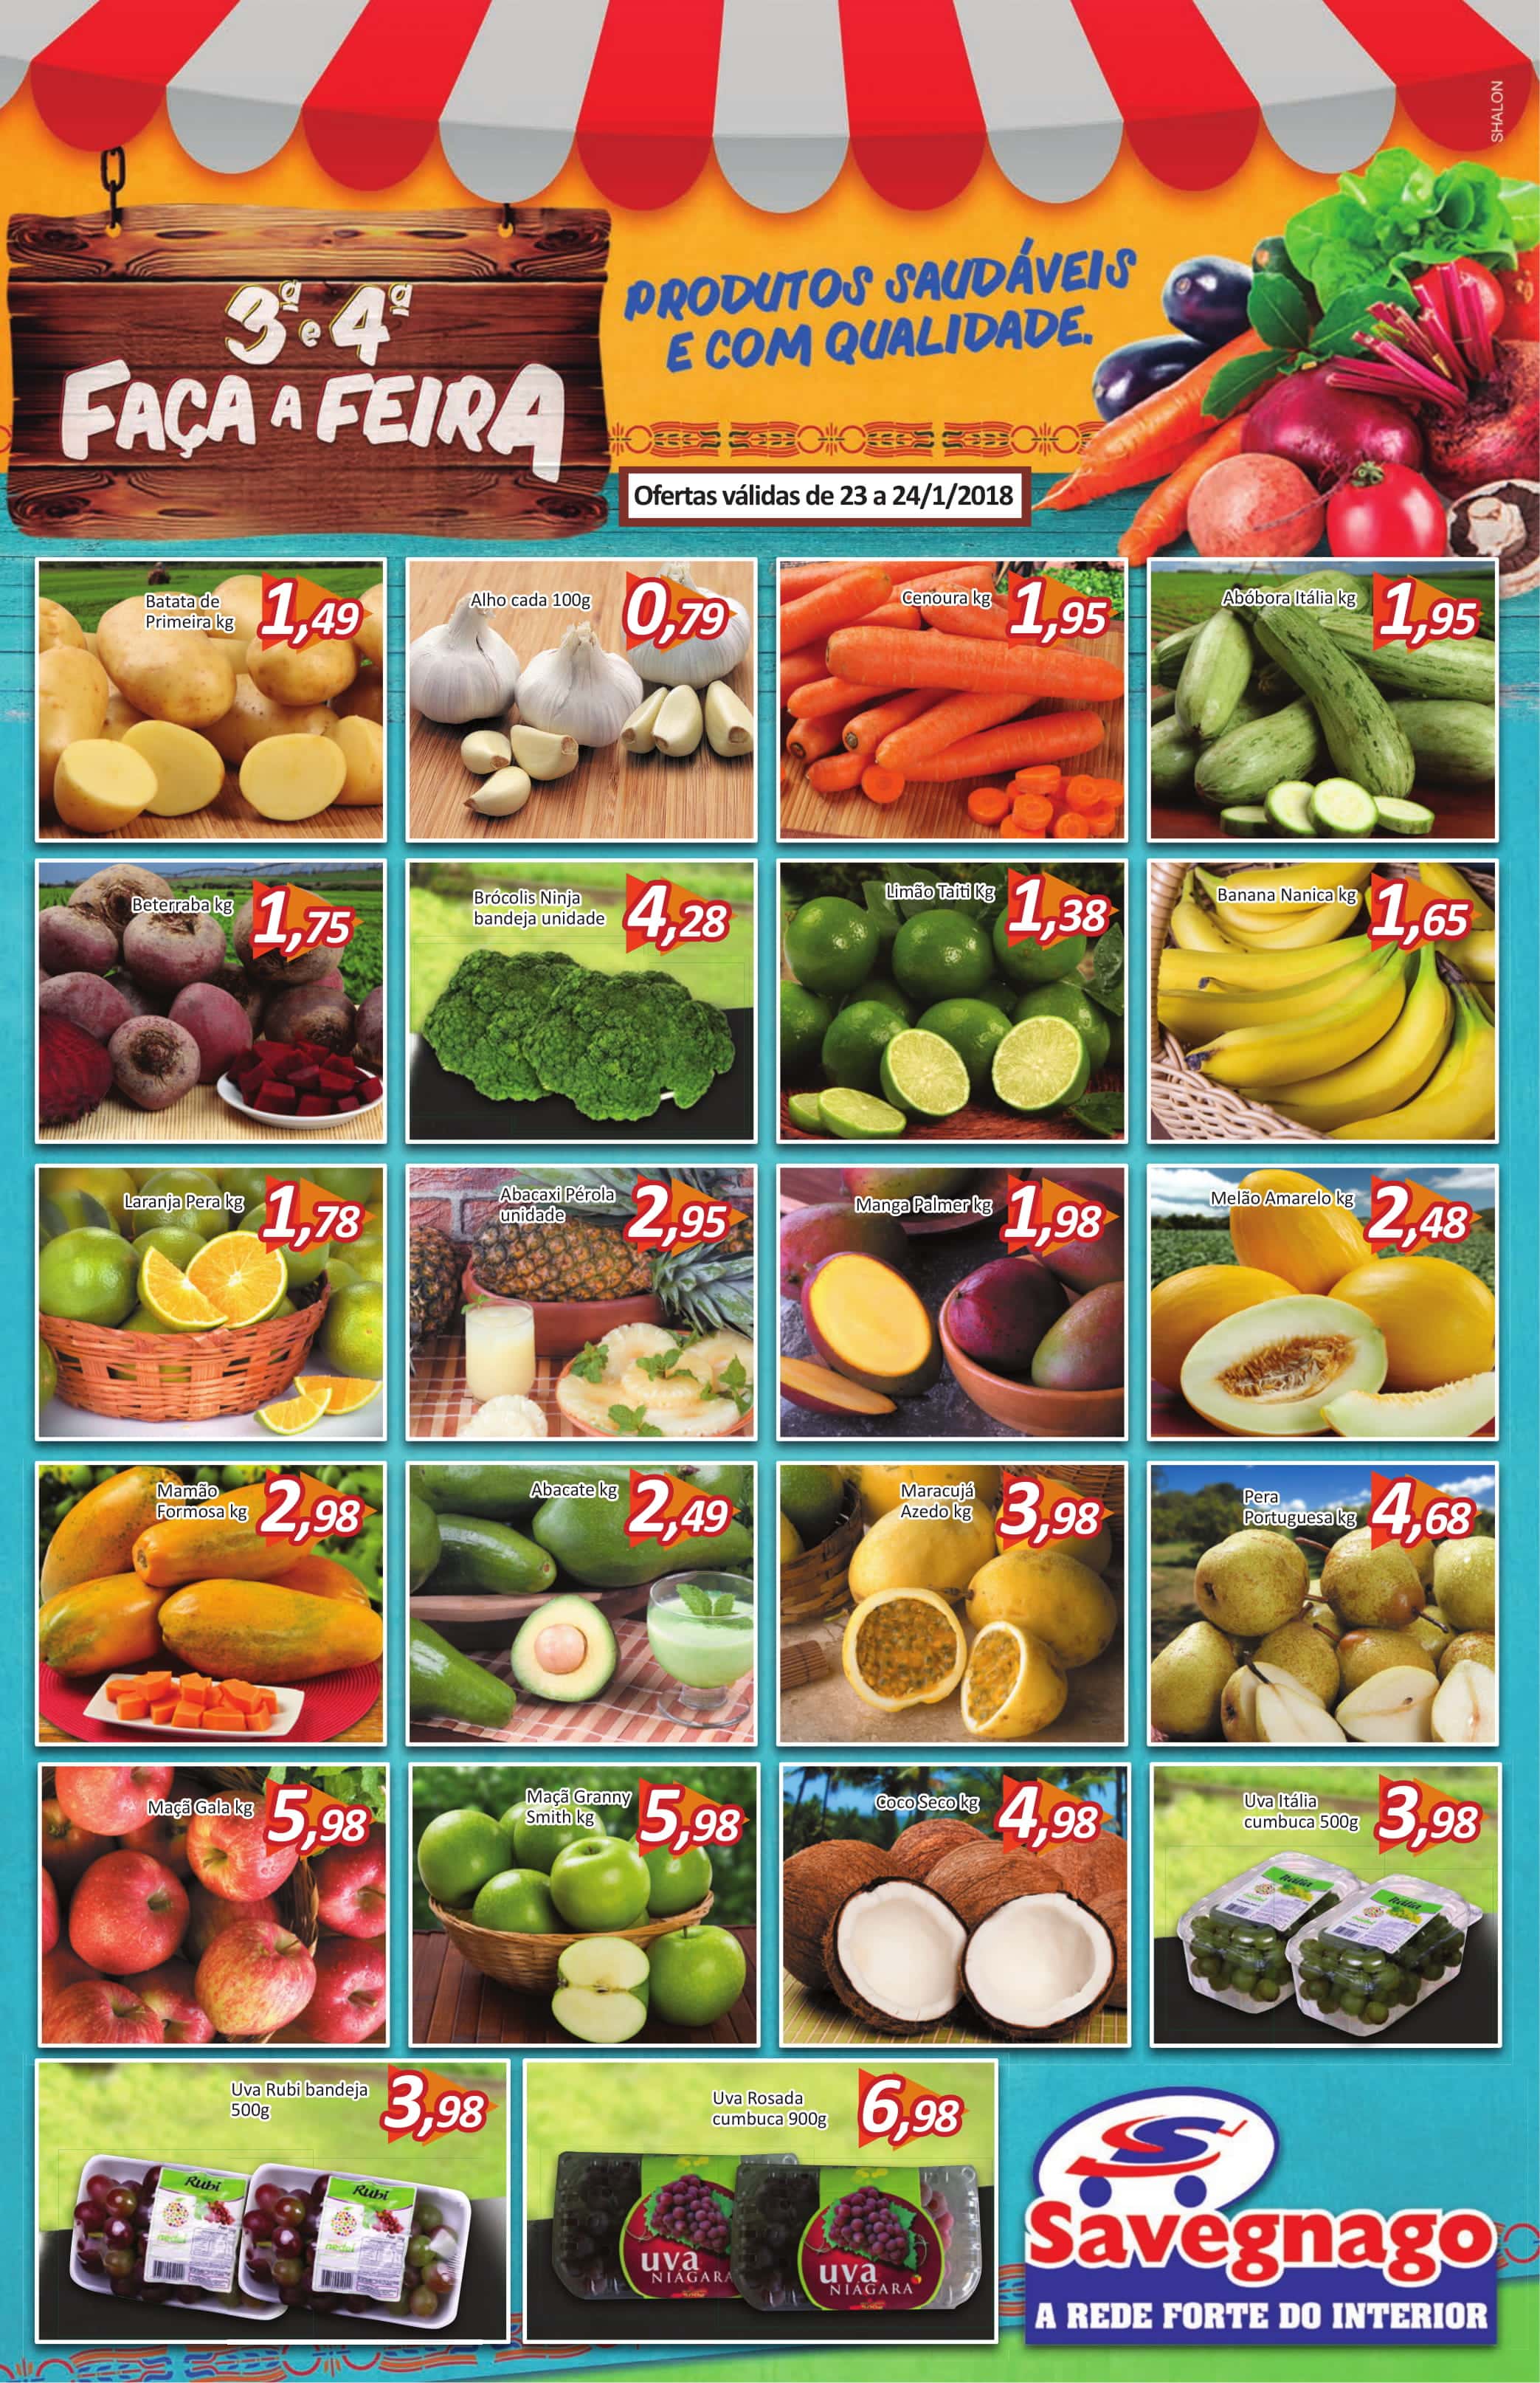 SHALON
3ª e 4ª
FAÇA A FEIRA
PRODUTOS SAUDÁVEIS
E COM QUALIDADE.
Ofertas válidas de 23 a 24/1/2018
Batata de
Primeira kg
1,49
Alho cada 100g
0,79
Cenoura kg
1,95
Abóbora Itália kg
1,95
Beterraba kg
1,75
Brócolis Ninja
bandeja unidade
4,28
Limão Taiti Kg
1,38
Banana Nanica kg
1,65
Laranja Pera kg
1,78
Abacaxi Pérola
unidade
2,95
Manga Palmer kg
1,98
Melão Amarelo kg
2,48
Mamão
Formosa kg
2,98
Abacate kg
2,49
Maracujá
Azedo kg
3,98
Pera
Portuguesa kg
4,68
Maçã Gala kg
5,98
Maçã Granny
Smith kg
5,98
Coco Seco kg
4,98
Uva Itália
cumbuca 500g
3,98
Itália
Itália
Uva Rubi bandeja
500g
3,98
Rubi
Rubi
Uva Rosada
cumbuca 900g
6,98
uva
NIAGARA
uva
NIAGARA
Savegnago
A REDE FORTE DO INTERIOR